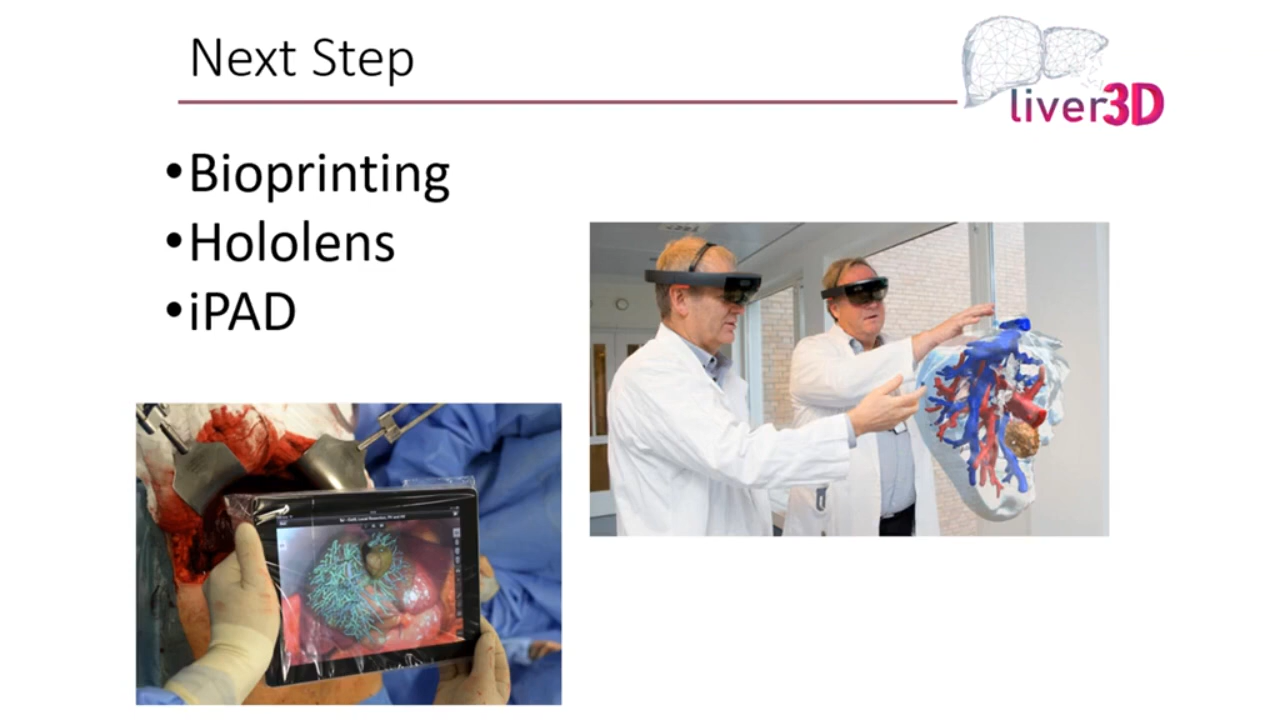 Next Step
liver3D
•Bioprinting
•Hololens
•iPAD